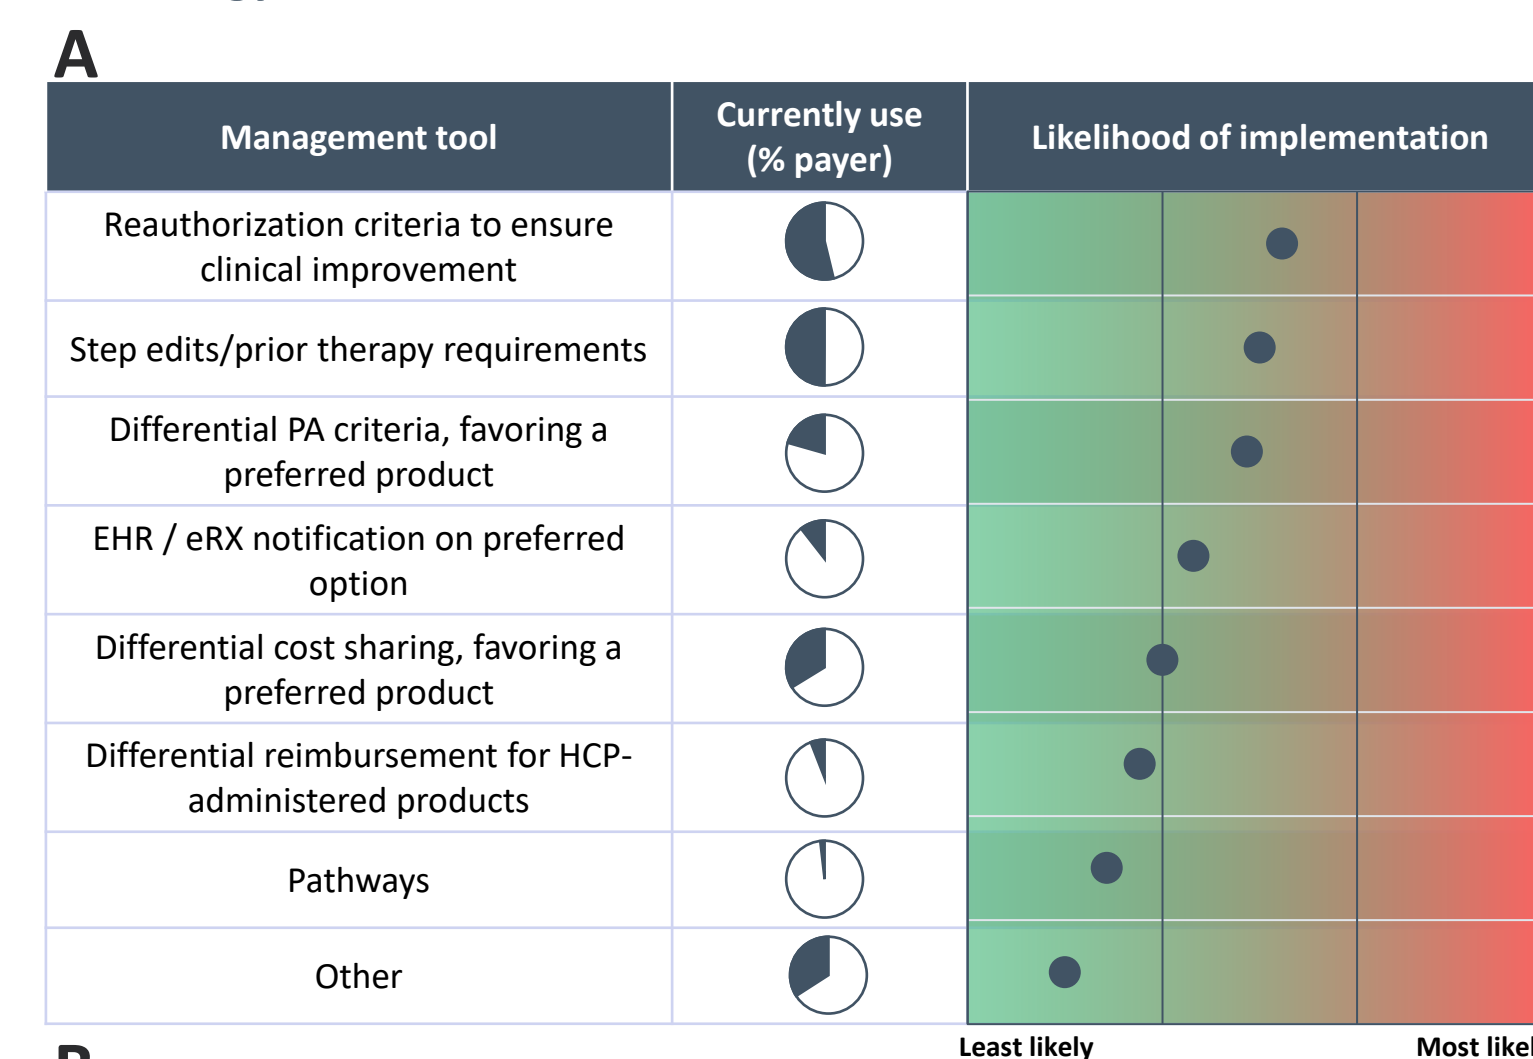 A
Management tool
Currently use
(% payer)
Likelihood of implementation
Reauthorization criteria to ensure
clinical improvement
Step edits/prior therapy requirements
Differential PA criteria, favoring a
preferred product
EHR / eRX notification on preferred
option
Differential cost sharing, favoring a
preferred product
Differential reimbursement for HCP-
administered products
Pathways
Other
Least likely
Most likel
B